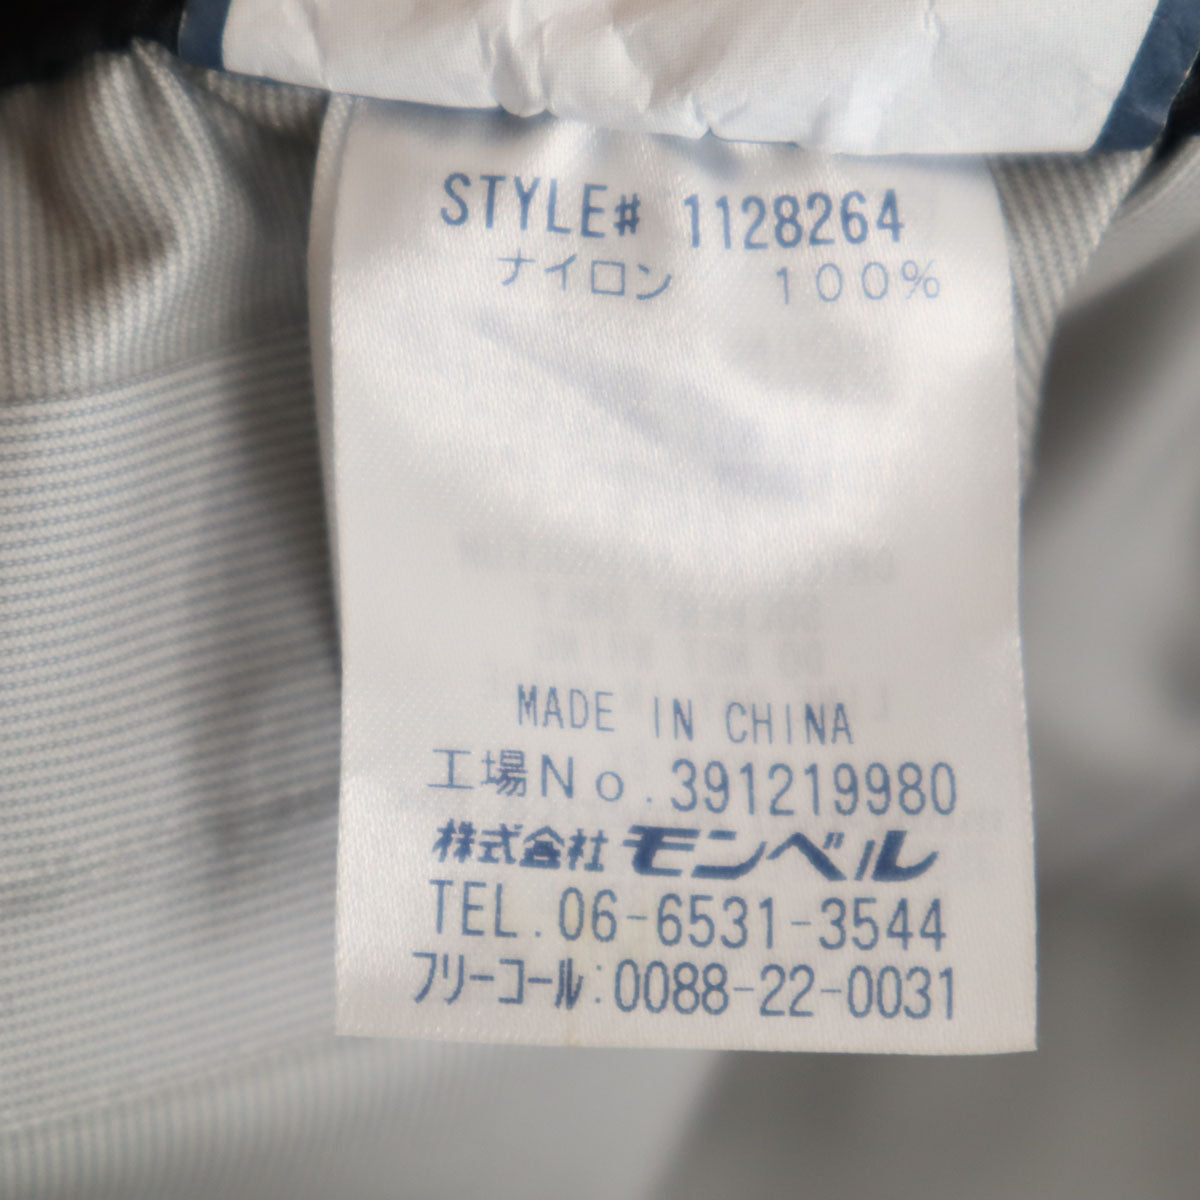 STYLE# 1128264
ナイロン 100%
MADE IN CHINA
工場No.391219980
株式会社モンベル
TEL.06-6531-3544
フリーコール:0088-22-0031